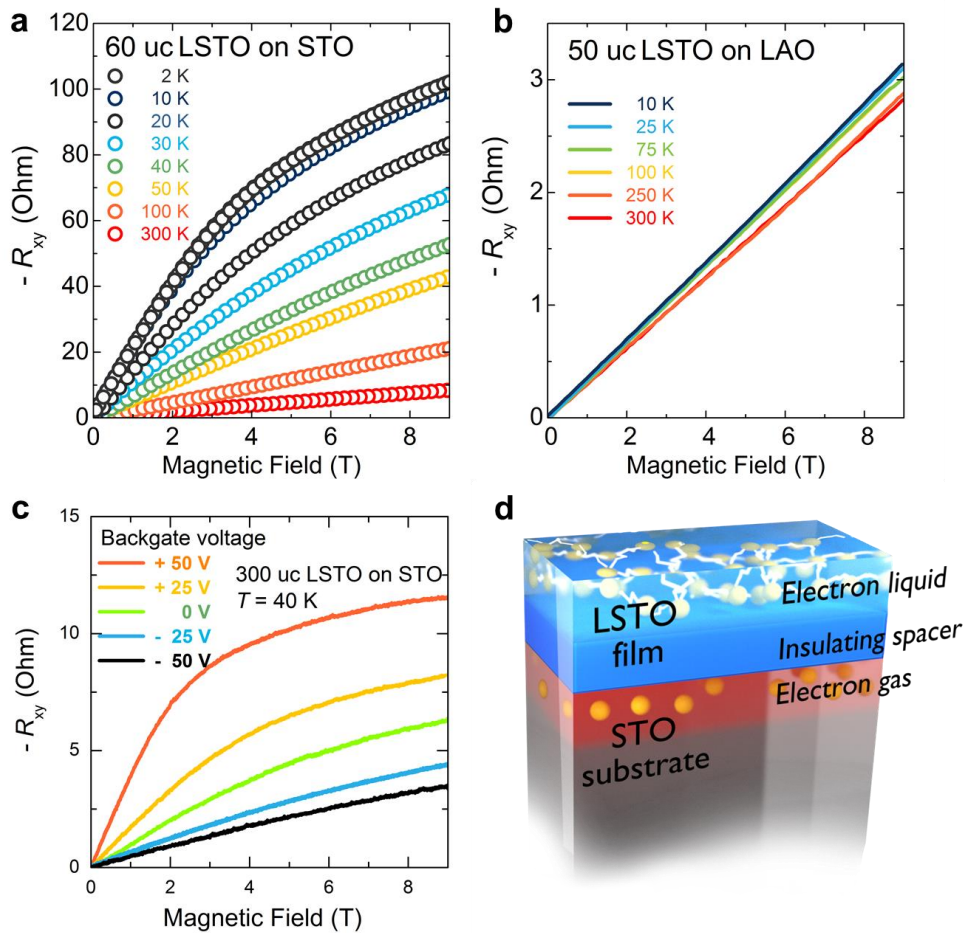 a
60 uc LSTO on STO
2 K
10 K
20 K
30 K
40 K
50 K
100 K
300 K
- Rxy (Ohm)
120
100
80
60
40
20
0
0 2 4 6 8
Magnetic Field (T)
b
50 uc LSTO on LAO
10 K
25 K
75 K
100 K
250 K
300 K
- Rxy (Ohm)
3
2
1
0
0 2 4 6 8
Magnetic Field (T)
c
Backgate voltage
+ 50 V
+ 25 V
0 V
- 25 V
- 50 V
300 uc LSTO on STO
T = 40 K
- Rxy (Ohm)
15
10
5
0
0 2 4 6 8
Magnetic Field (T)
d
Electron liquid
LSTO
film
Insulating spacer
Electron gas
STO
substrate